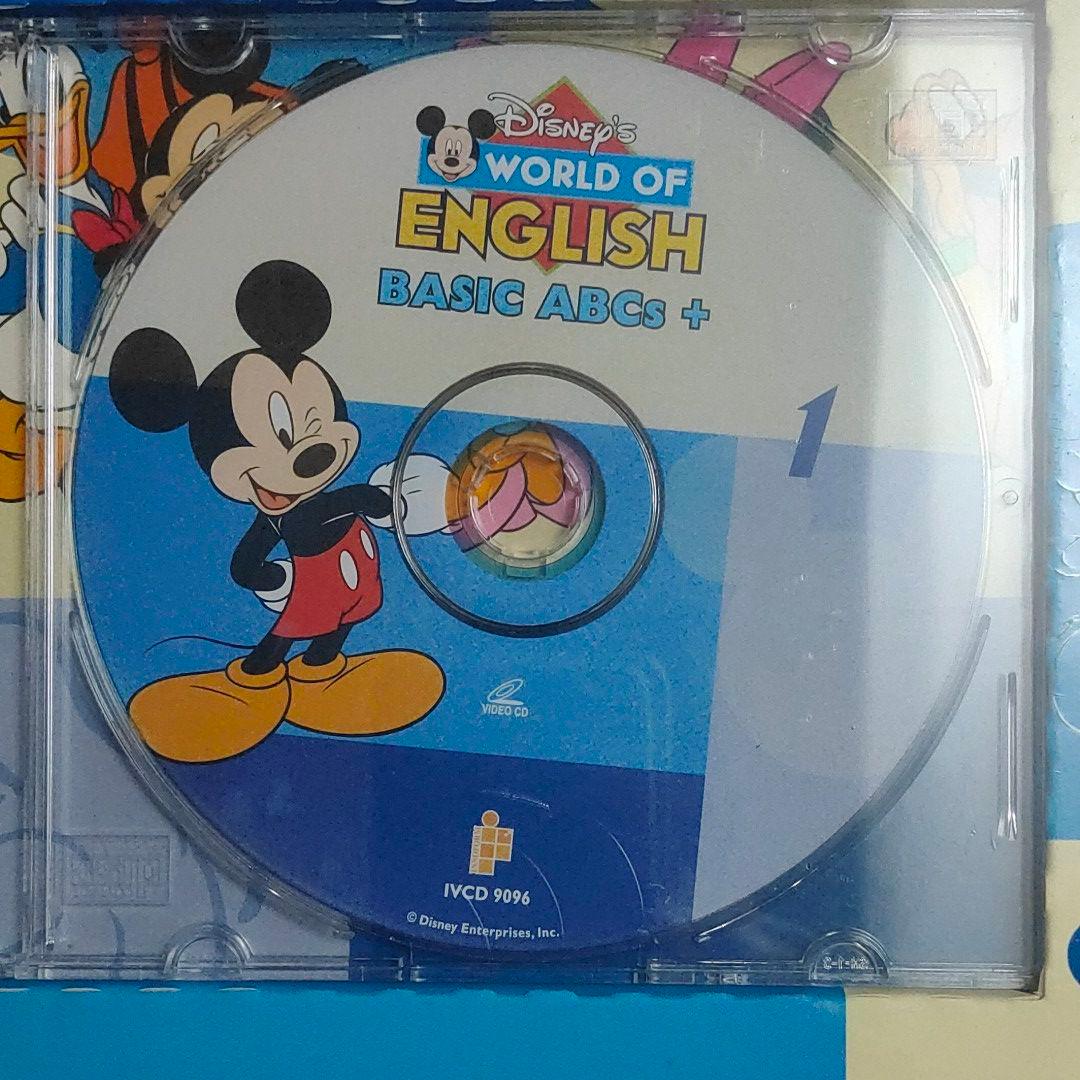 Disney's
WORLD OF
ENGLISH
BASIC ABCs +
1
VIDEO CD
IVCD 9096
© Disney Enterprises, Inc.